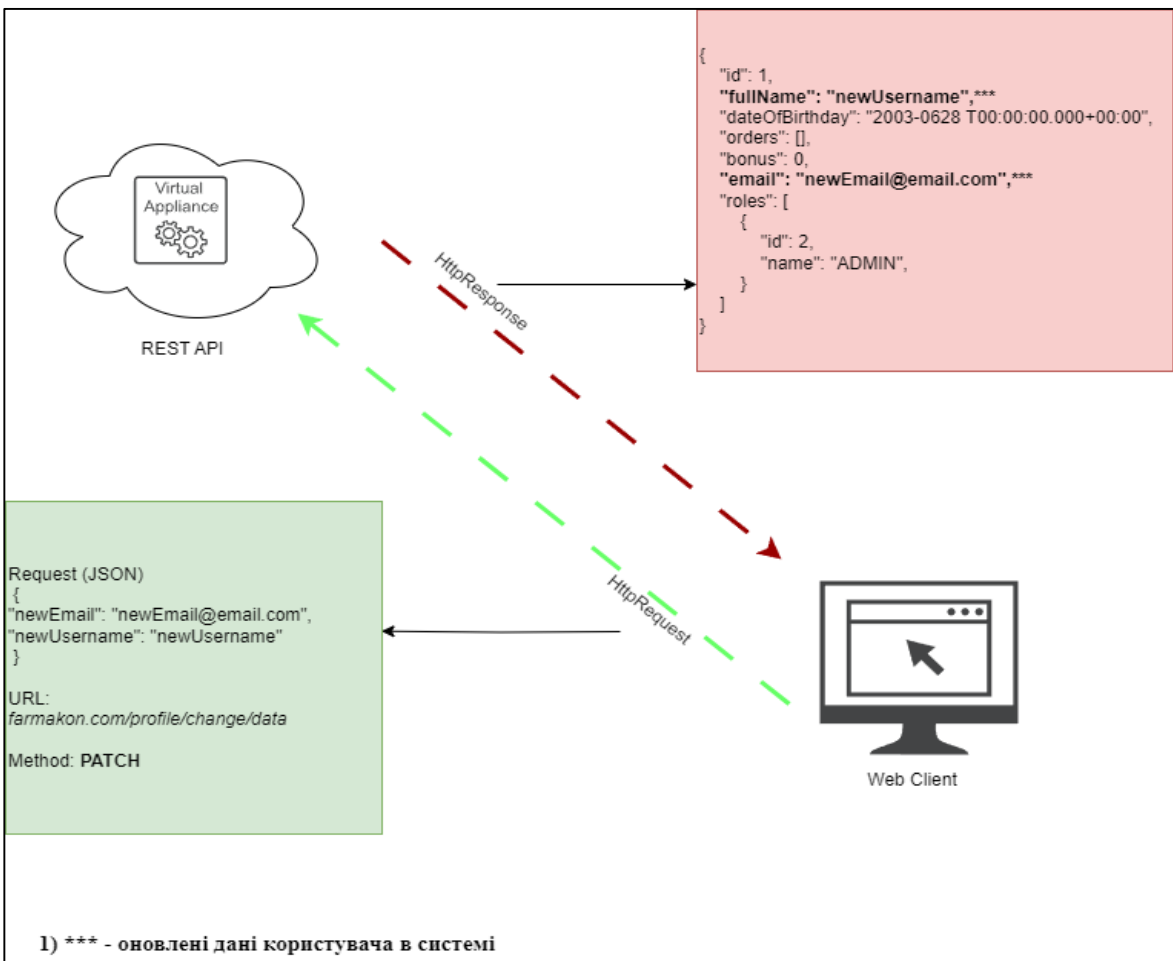 {
"id": 1,
"fullName": "newUsername",***
"dateOfBirthday": "2003-0628 T00:00:00.000+00:00",
"orders": [],
"bonus": 0,
"email": "newEmail@email.com",***
"roles": [
{
"id": 2,
"name": "ADMIN",
}
]
}
Virtual
Appliance
REST API
HttpResponse
HttpRequest
Request (JSON)
{
"newEmail": "newEmail@email.com",
"newUsername": "newUsername"
}
URL:
farmakon.com/profile/change/data
Method: PATCH
Web Client
1) *** - оновлені дані користувача в системі